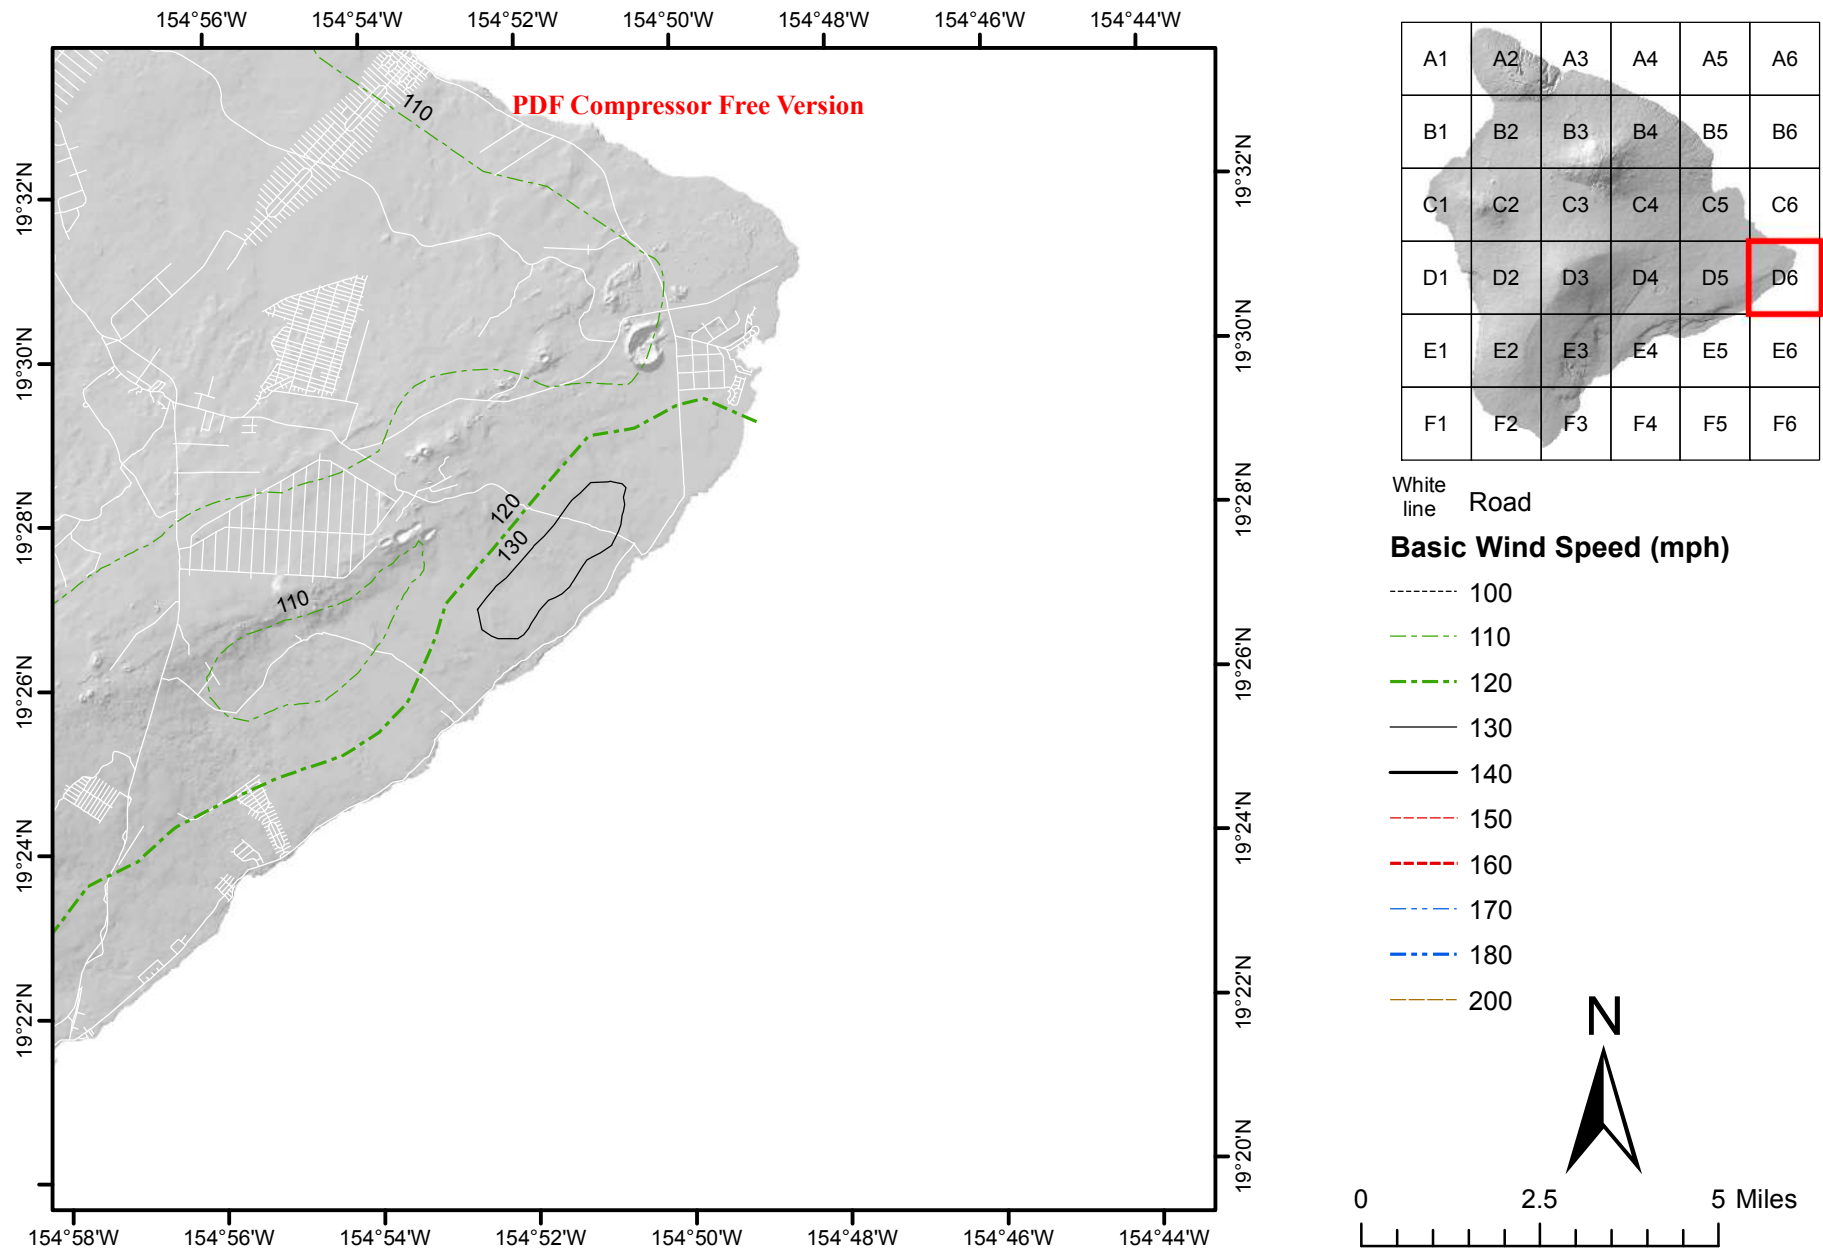 154°56'W 154°54'W 154°52'W 154°50'W 154°48'W 154°46'W 154°44'W
PDF Compressor Free Version
110
19°32'N
19°30'N
19°28'N
19°26'N
19°24'N
19°22'N
120
130
110
19°32'N
19°30'N
19°28'N
19°26'N
19°24'N
19°22'N
19°20'N
154°58'W 154°56'W 154°54'W 154°52'W 154°50'W 154°48'W 154°46'W 154°44'W
A1 A2 A3 A4 A5 A6
B1 B2 B3 B4 B5 B6
C1 C2 C3 C4 C5 C6
D1 D2 D3 D4 D5 D6
E1 E2 E3 E4 E5 E6
F1 F2 F3 F4 F5 F6
White
line Road
Basic Wind Speed (mph)
100
110
120
130
140
150
160
170
180
200
N
0 2.5 5 Miles